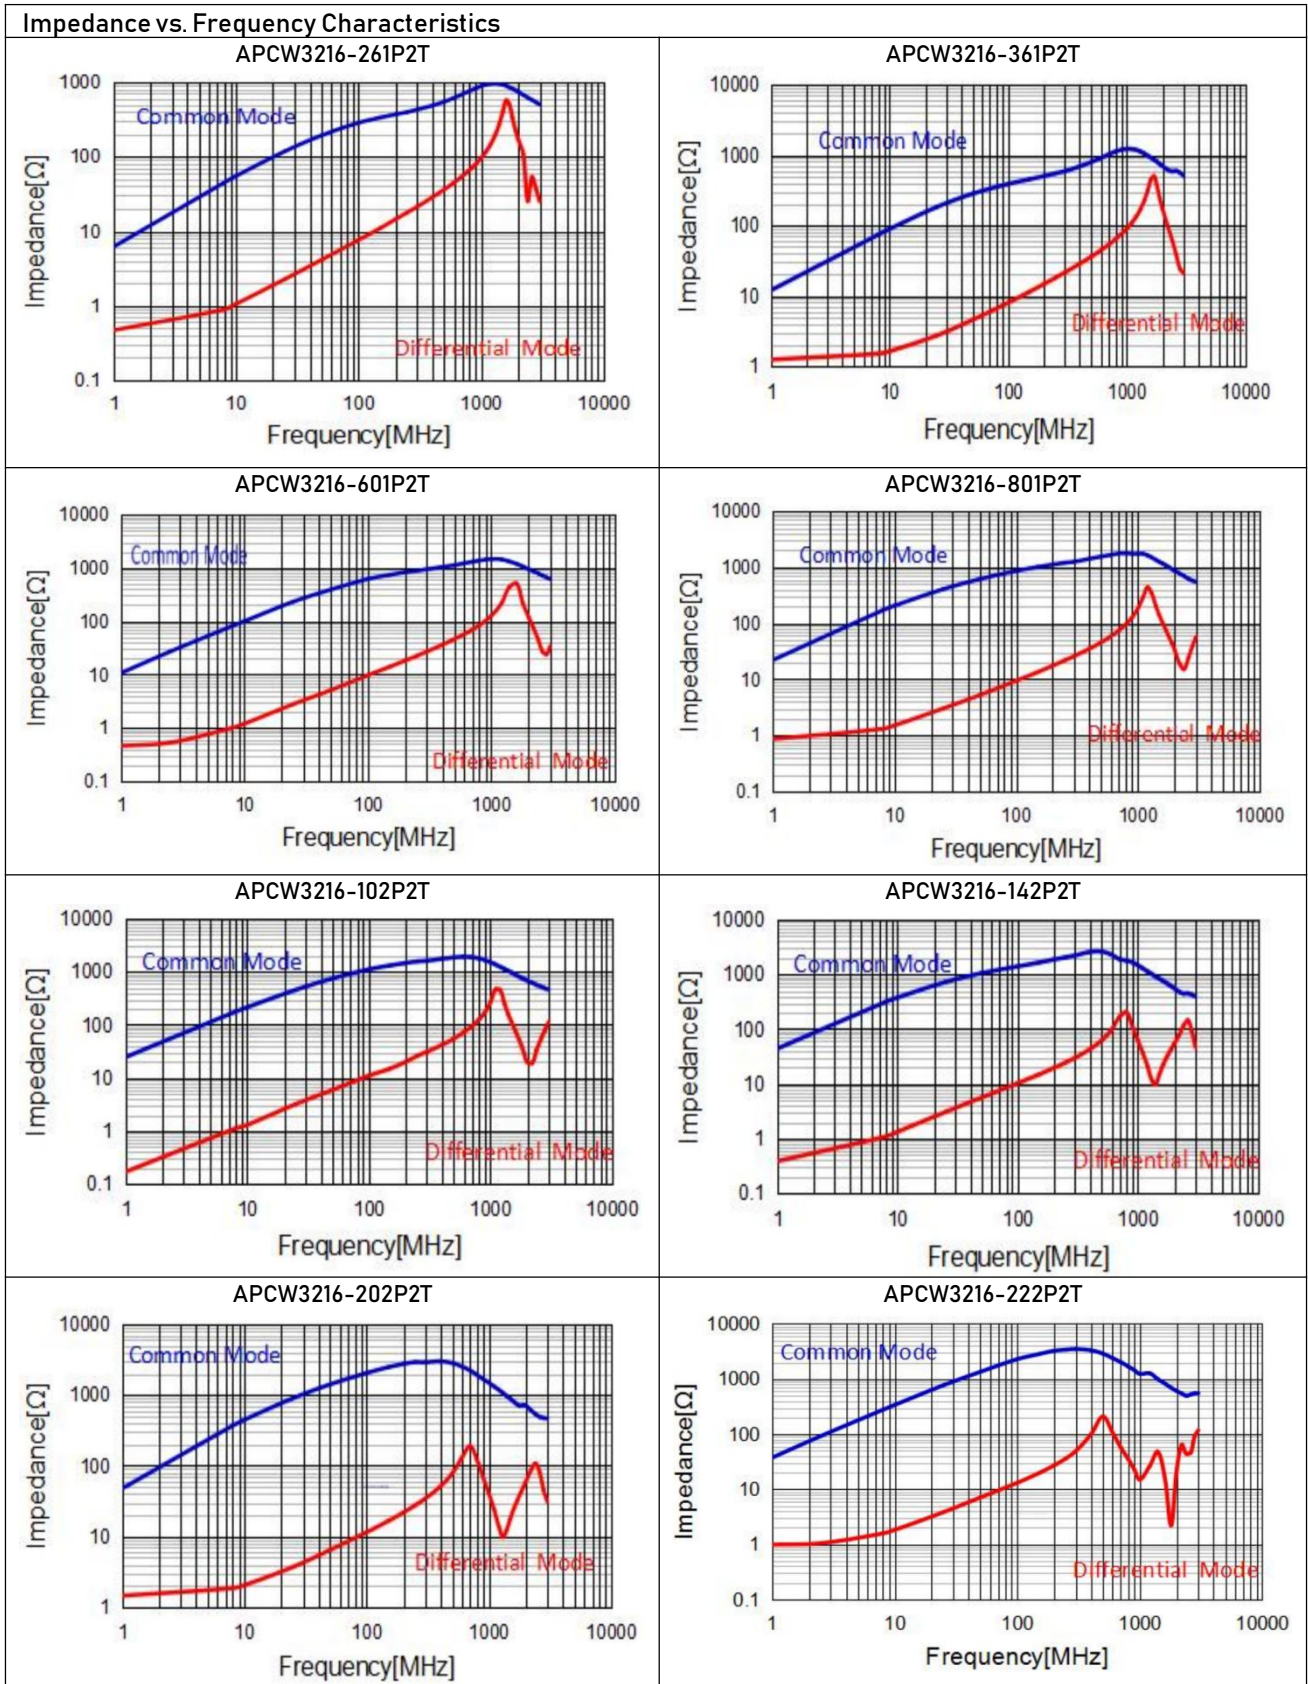 Impedance vs. Frequency Characteristics
APCW3216-261P2T
1000
100
10
1
0.1
Impedance[Ω]
Common Mode
Differential Mode
1 10 100 1000 10000
Frequency[MHz]
APCW3216-361P2T
10000
1000
100
10
1
Impedance[Ω]
Common Mode
Differential Mode
1 10 100 1000 10000
Frequency[MHz]
APCW3216-601P2T
10000
1000
100
10
1
0.1
Impedance[Ω]
Common Mode
Differential Mode
1 10 100 1000 10000
Frequency[MHz]
APCW3216-801P2T
10000
1000
100
10
1
0.1
Impedance[Ω]
Common Mode
Differential Mode
1 10 100 1000 10000
Frequency[MHz]
APCW3216-102P2T
10000
1000
100
10
1
0.1
Impedance[Ω]
Common Mode
Differential Mode
1 10 100 1000 10000
Frequency[MHz]
APCW3216-142P2T
10000
1000
100
10
1
0.1
Impedance[Ω]
Common Mode
Differential Mode
1 10 100 1000 10000
Frequency[MHz]
APCW3216-202P2T
10000
1000
100
10
1
Impedance[Ω]
Common Mode
Differential Mode
1 10 100 1000 10000
Frequency[MHz]
APCW3216-222P2T
10000
1000
100
10
1
0.1
Impedance[Ω]
Common Mode
Differential Mode
1 10 100 1000 10000
Frequency[MHz]